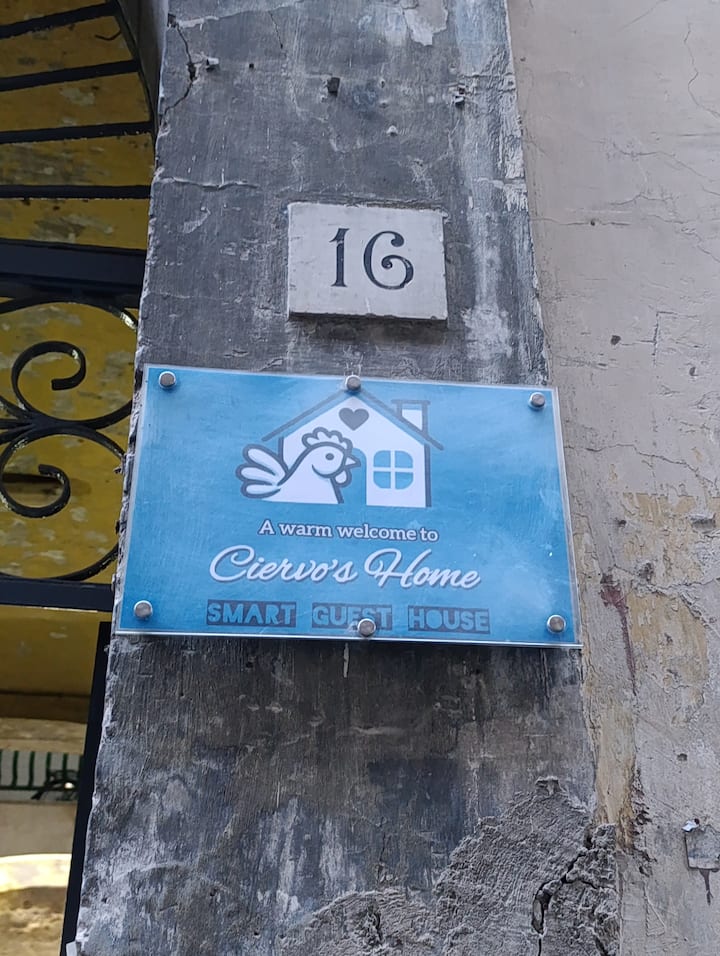 16
A warm welcome to
Ciervo's Home
SMART GUEST HOUSE